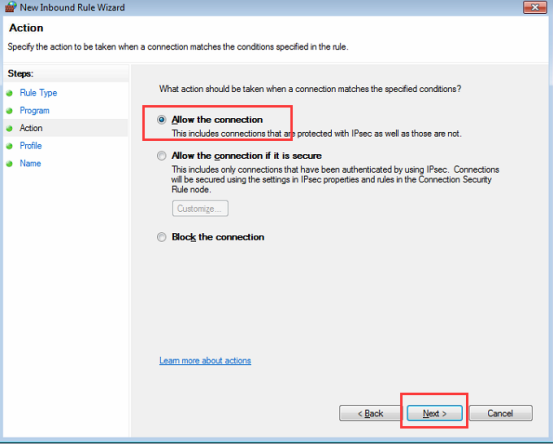 New Inbound Rule Wizard
Action
Specify the action to be taken when a connection matches the conditions specified in the rule.
Steps:
Rule Type
Program
Action
Profile
Name
What action should be taken when a connection matches the specified conditions?
Allow the connection
This includes connections that are protected with IPsec as well as those are not.
Allow the connection if it is secure
This includes only connections that have been authenticated by using IPsec. Connections
will be secured using the settings in IPsec properties and rules in the Connection Security
Rule node.
Customize...
Block the connection
Learn more about actions
< Back
Next >
Cancel